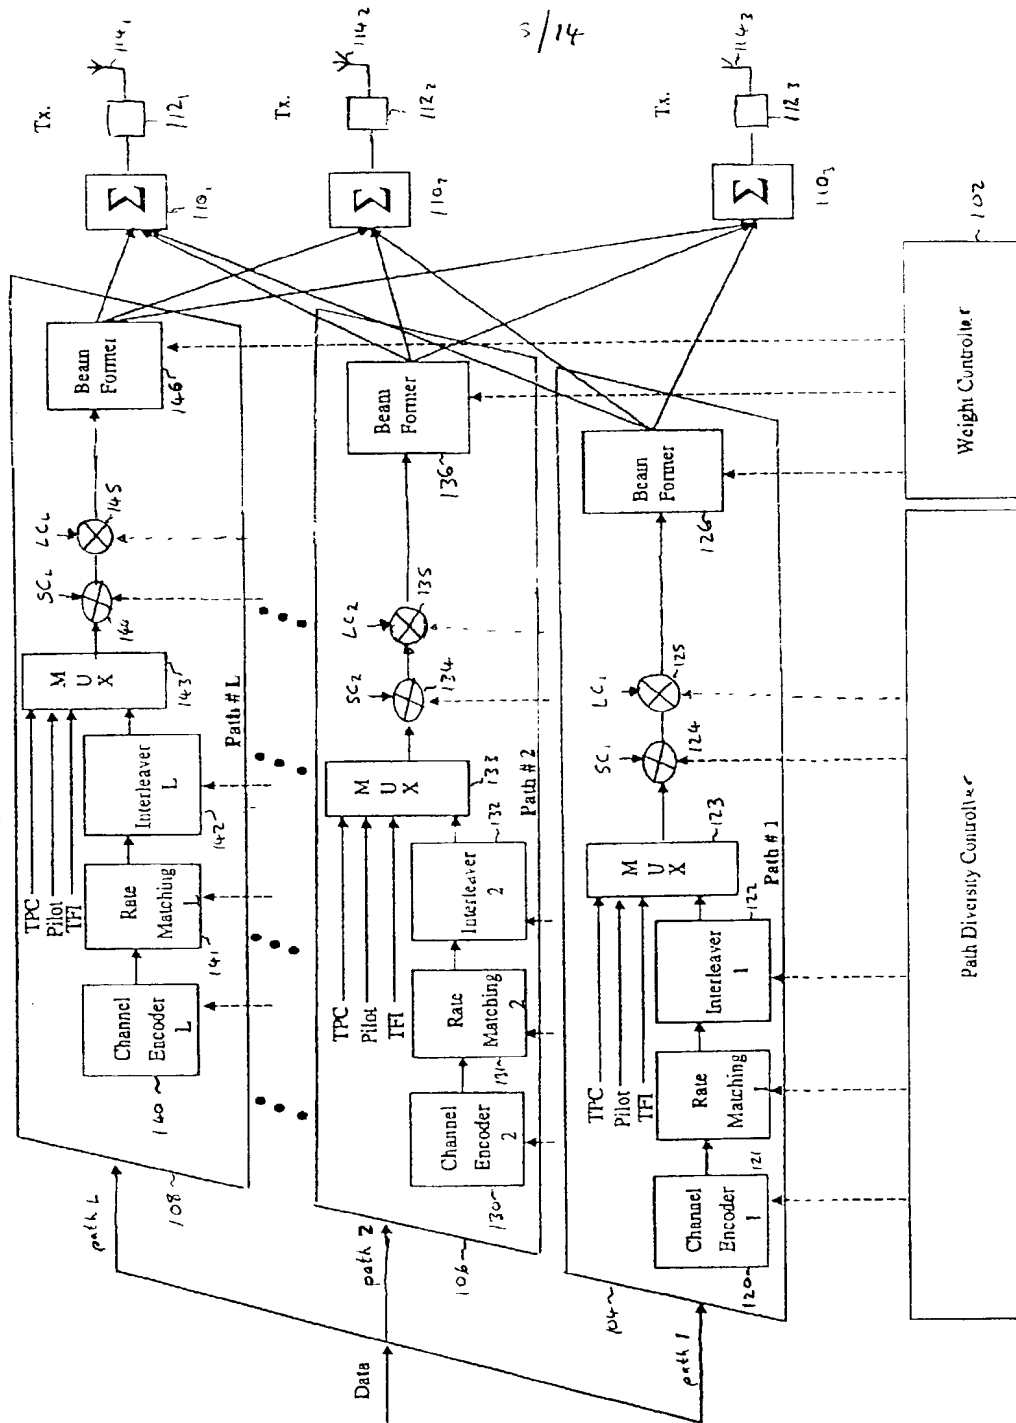 /14
Data
path L
path 2
path 1
108
106
104
Channel
Encoder
L
140
Rate
Matching
L
141
Interleaver
L
142
TPC
Pilot
TFI
M
U
X
143
SCL
144
LCL
145
Beam
Former
146
Path # L
Channel
Encoder
2
130
Rate
Matching
2
131
Interleaver
2
132
TPC
Pilot
TFI
M
U
X
133
SC2
134
LC2
135
Beam
Former
136
Path # 2
Channel
Encoder
1
120
Rate
Matching
1
121
Interleaver
1
122
TPC
Pilot
TFI
M
U
X
123
SC1
124
LC1
125
Beam
Former
126
Path # 1
Σ
110₁
Tx.
112₁
114₁
Σ
110₂
Tx.
112₂
114₂
Σ
110₃
Tx.
112₃
114₃
Path Diversity Controller
Weight Controller
102